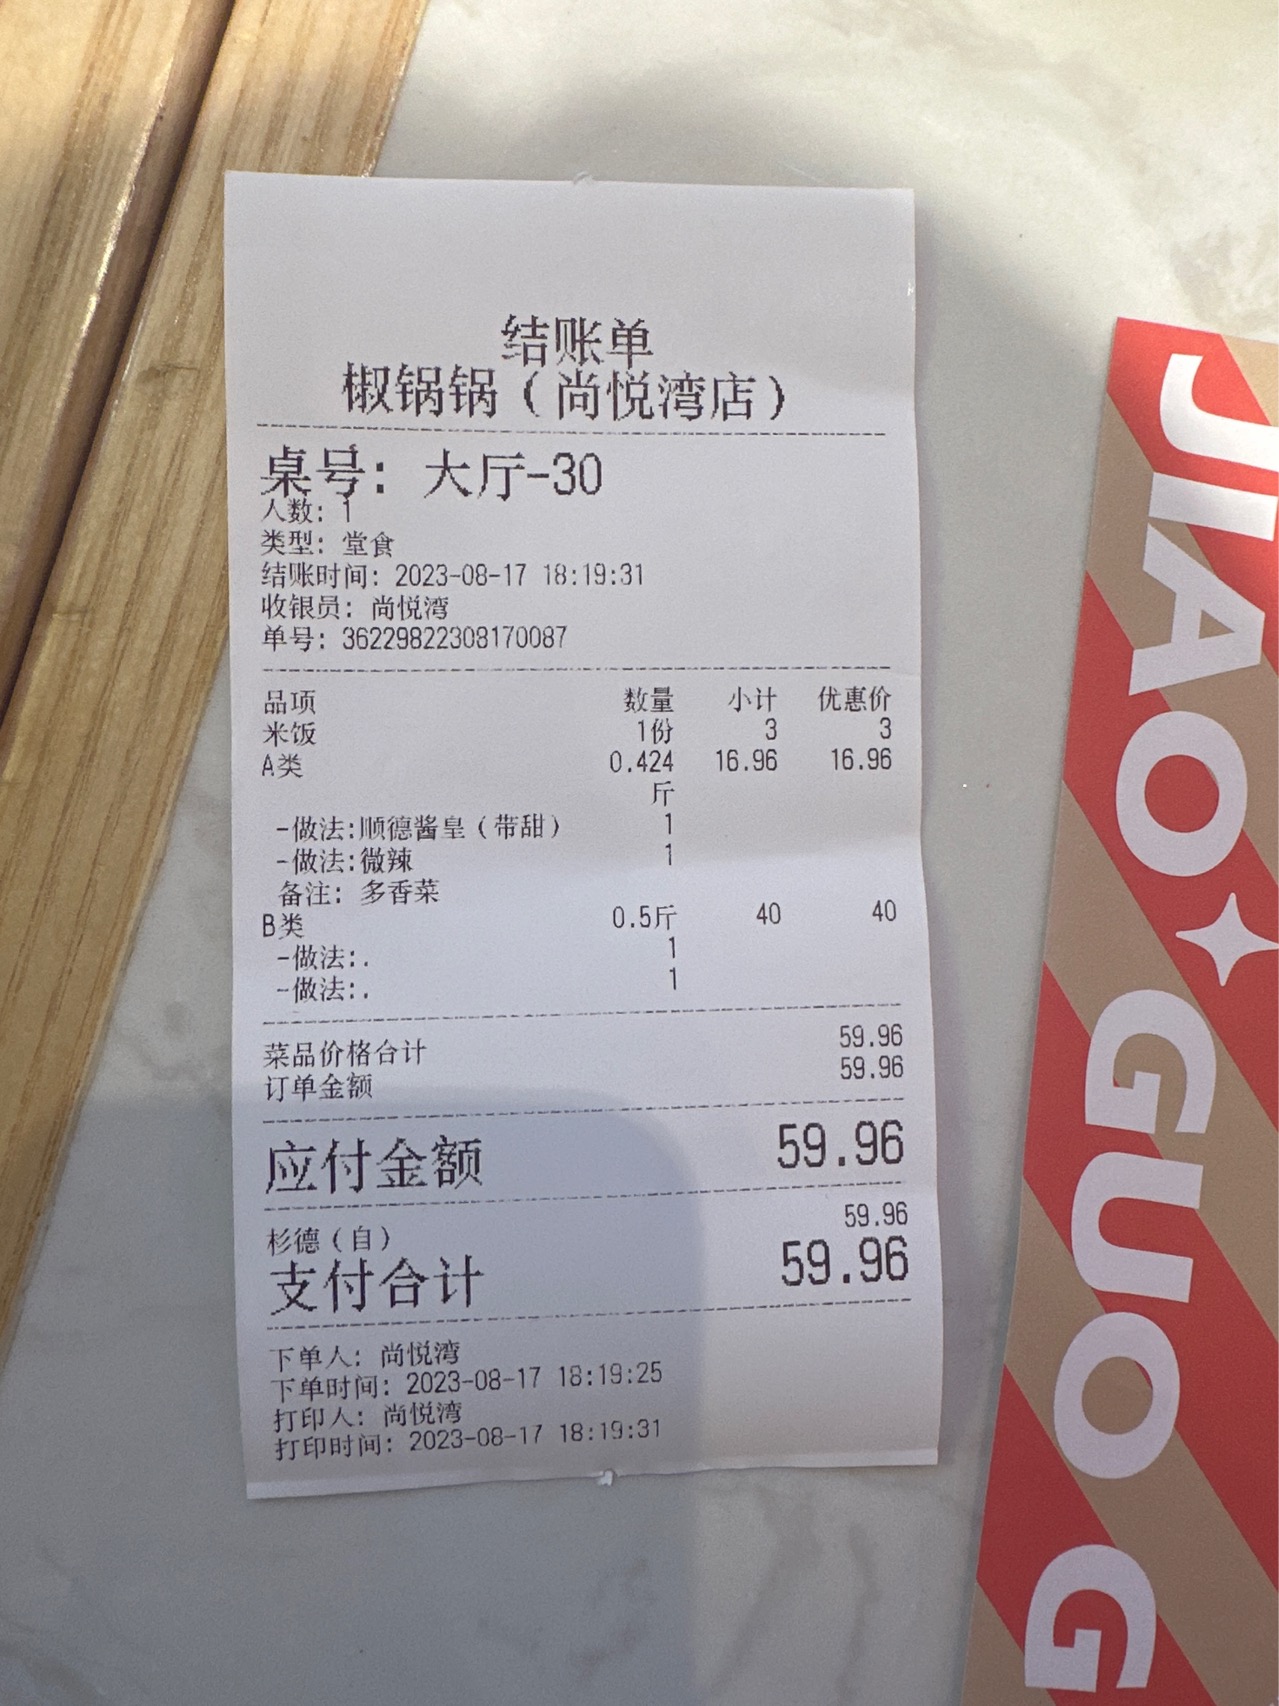 结账单
椒锅锅（尚悦湾店）
桌号: 大厅-30
人数: 1
类型: 堂食
结账时间: 2023-08-17 18:19:31
收银员: 尚悦湾
单号: 36229822308170087
品项 数量 小计 优惠价
米饭 1份 3 3
A类 0.424 16.96 16.96
斤
-做法:顺德酱皇（带甜） 1
-做法:微辣 1
备注: 多香菜
B类 0.5斤 40 40
-做法:. 1
-做法:. 1
菜品价格合计 59.96
订单金额 59.96
应付金额 59.96
杉德（自） 59.96
支付合计 59.96
下单人: 尚悦湾
下单时间: 2023-08-17 18:19:25
打印人: 尚悦湾
打印时间: 2023-08-17 18:19:31
JIAO GUO G